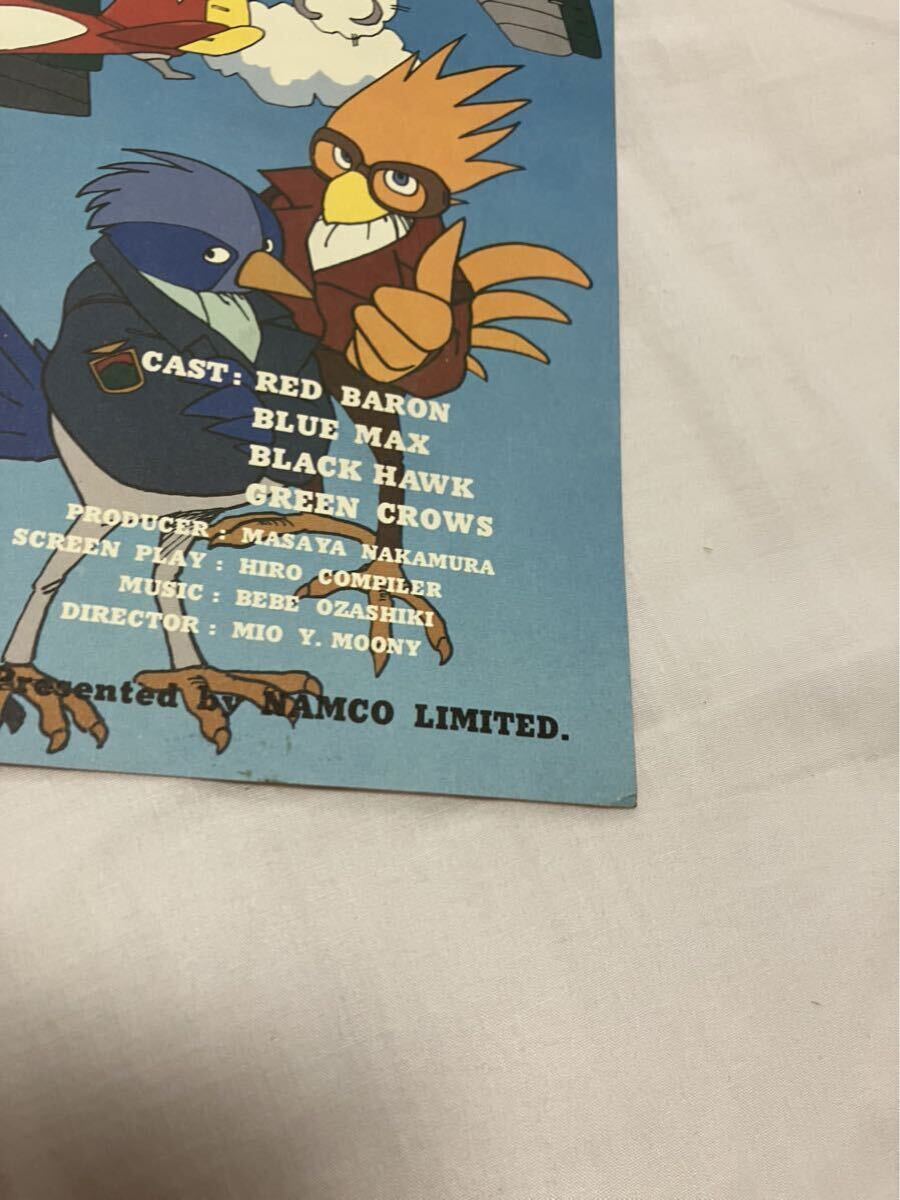 CAST: RED BARON
BLUE MAX
BLACK HAWK
GREEN CROWS
PRODUCER: MASAYA NAKAMURA
SCREEN PLAY: HIRO COMPILER
MUSIC: BEBE OZASHIKI
DIRECTOR: MIO Y. MOONY
Presented by NAMCO LIMITED.